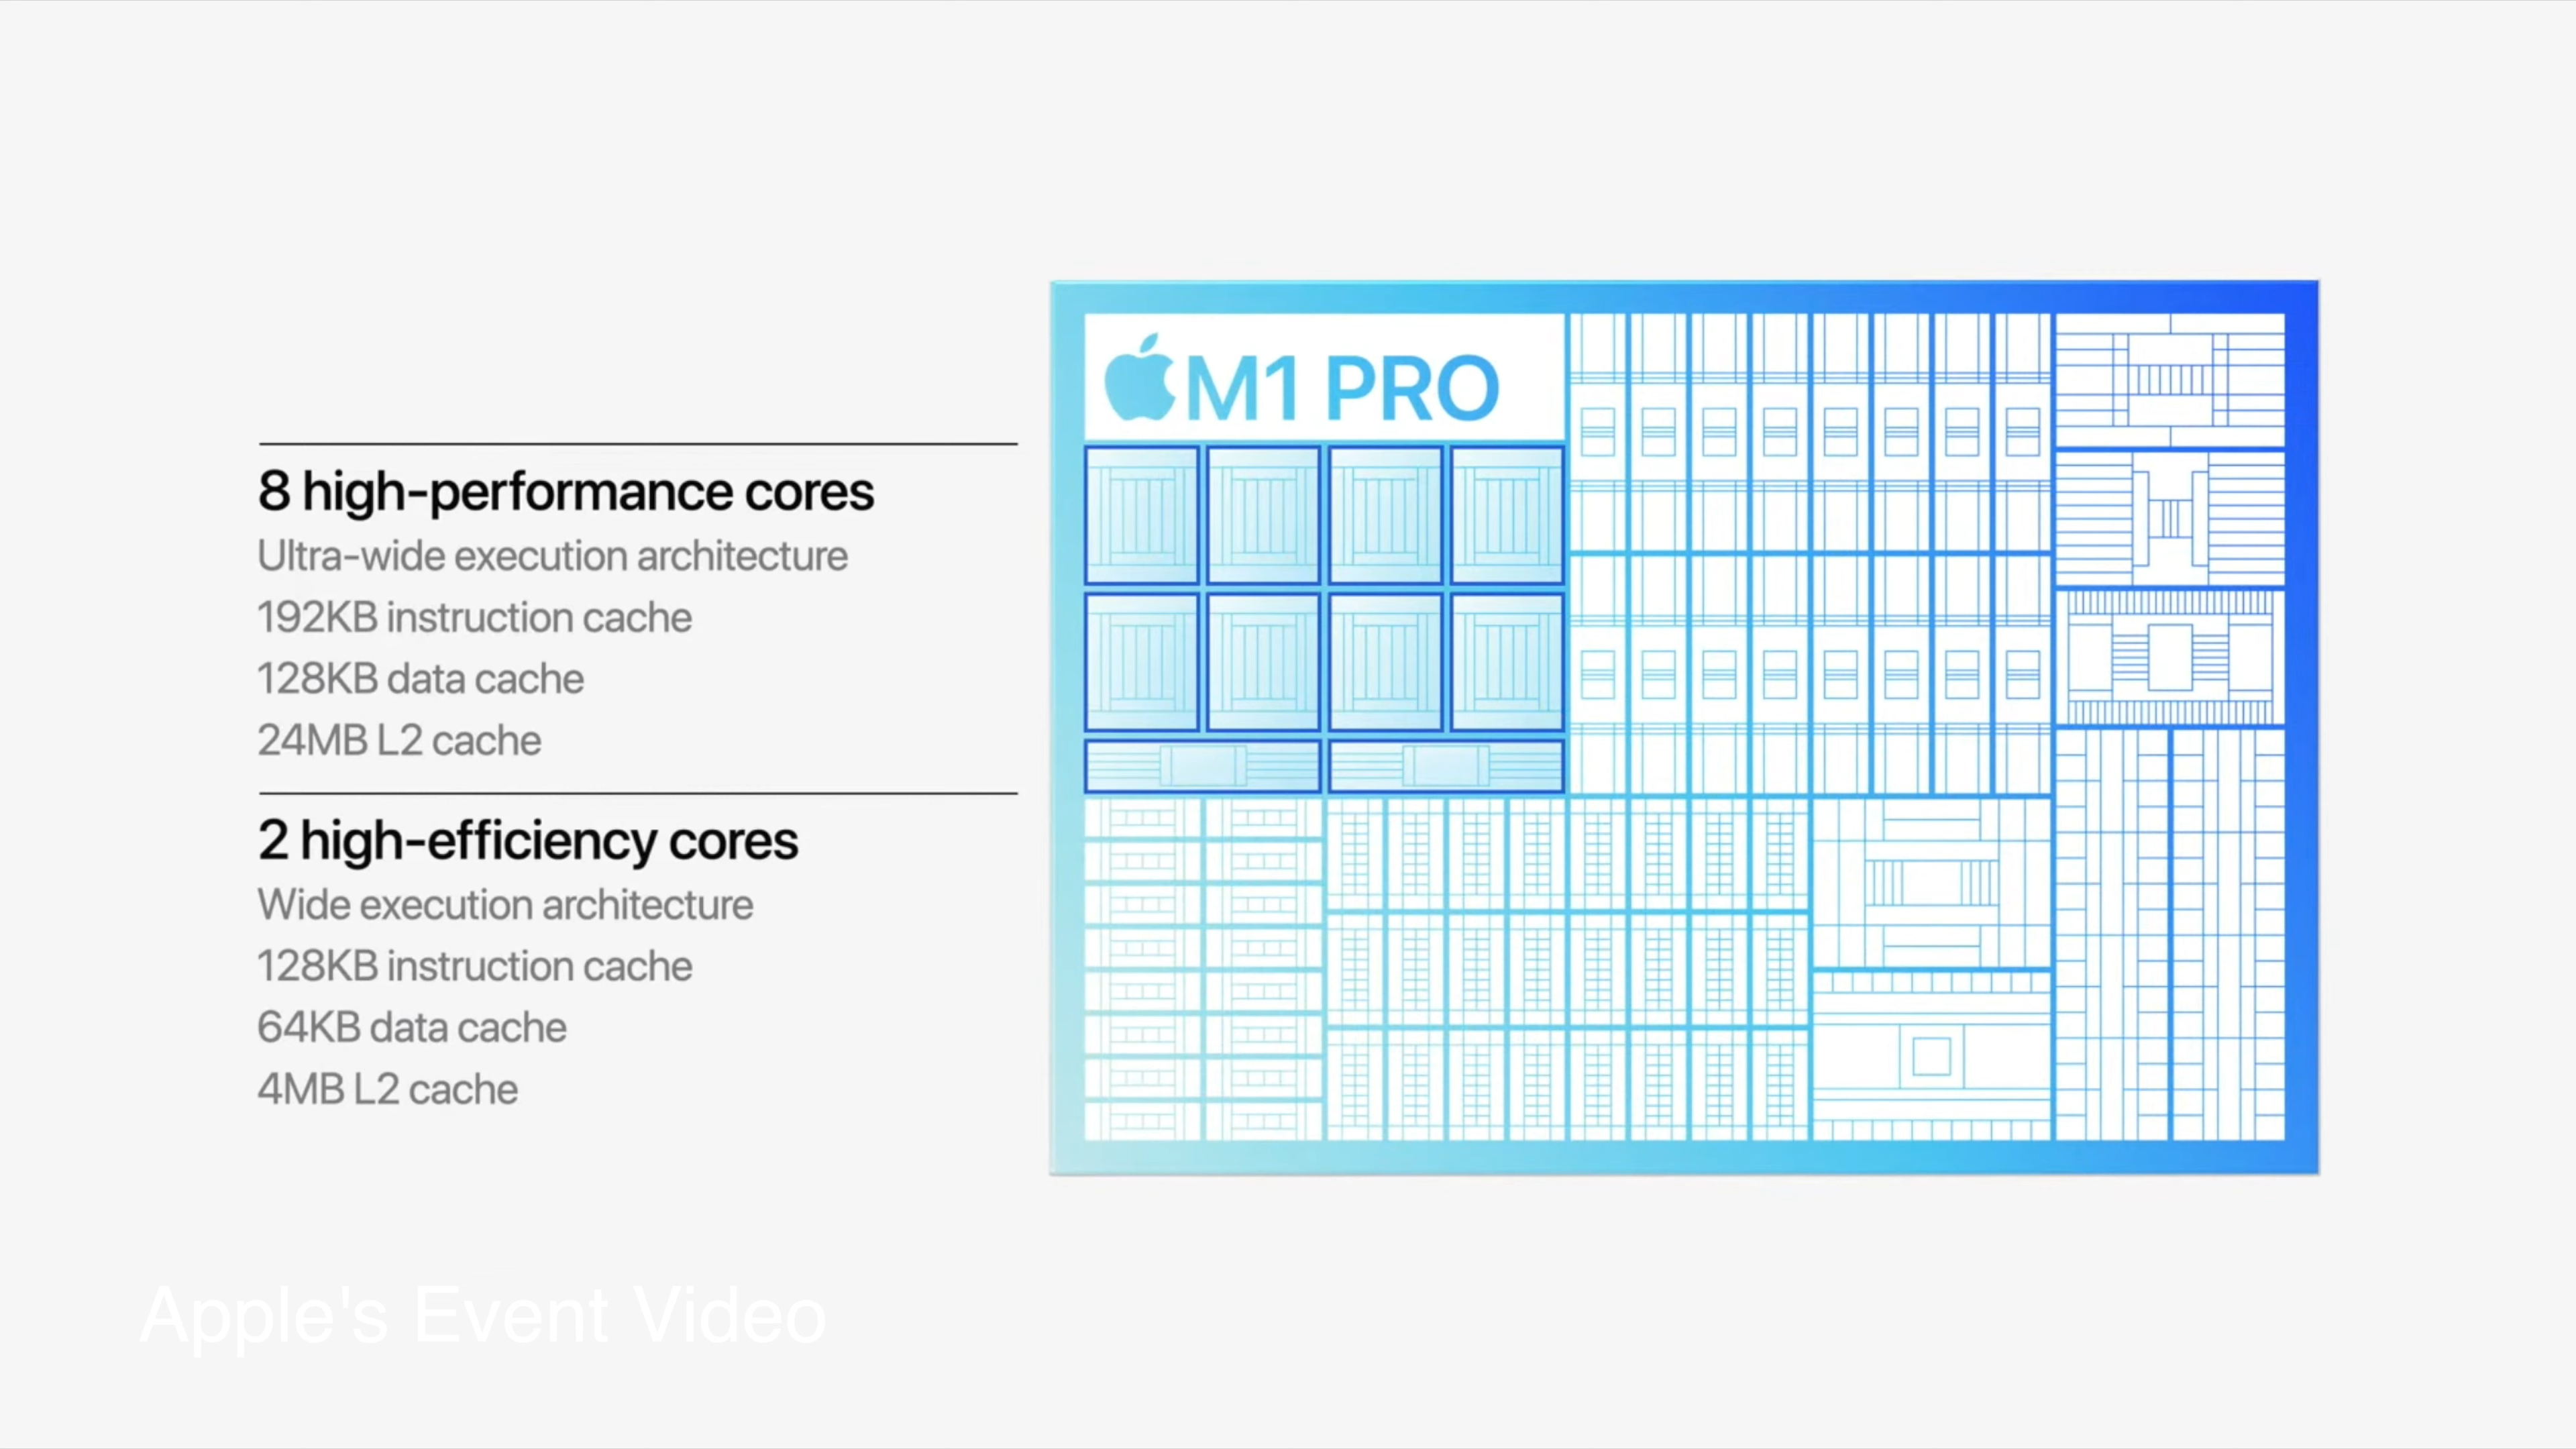 M1 PRO
8 high-performance cores
Ultra-wide execution architecture
192KB instruction cache
128KB data cache
24MB L2 cache
2 high-efficiency cores
Wide execution architecture
128KB instruction cache
64KB data cache
4MB L2 cache
Apple's Event Video